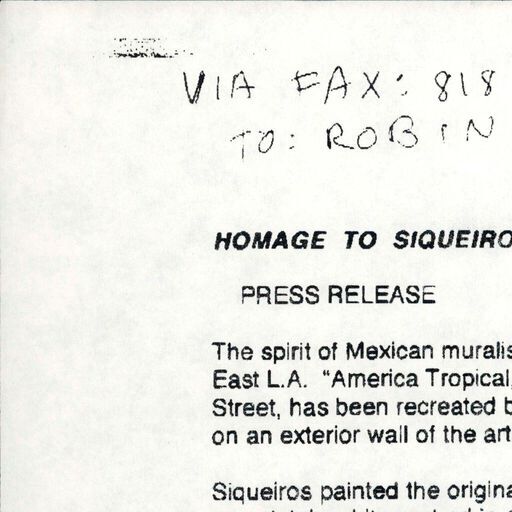 VIA FAX: 818
TO: ROBIN
HOMAGE TO SIQUEIRO
PRESS RELEASE
The spirit of Mexican muralis
East L.A. "America Tropical,
Street, has been recreated b
on an exterior wall of the art
Siqueiros painted the origina